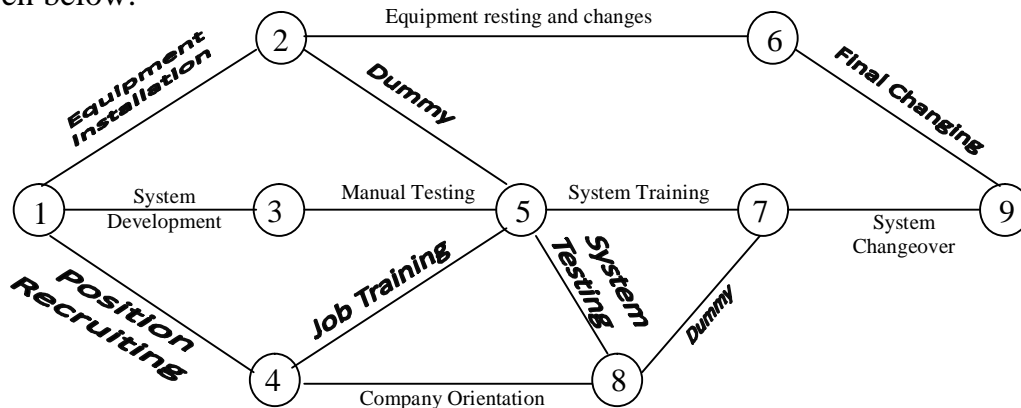 en below:
Equipment resting and changes
2
6
Equipment
Installation
Dummy
Final Changing
System
Development
Manual Testing
System Training
1
3
5
7
9
System
Changeover
Position
Recruiting
Job Training
System
Testing
Dummy
4
8
Company Orientation